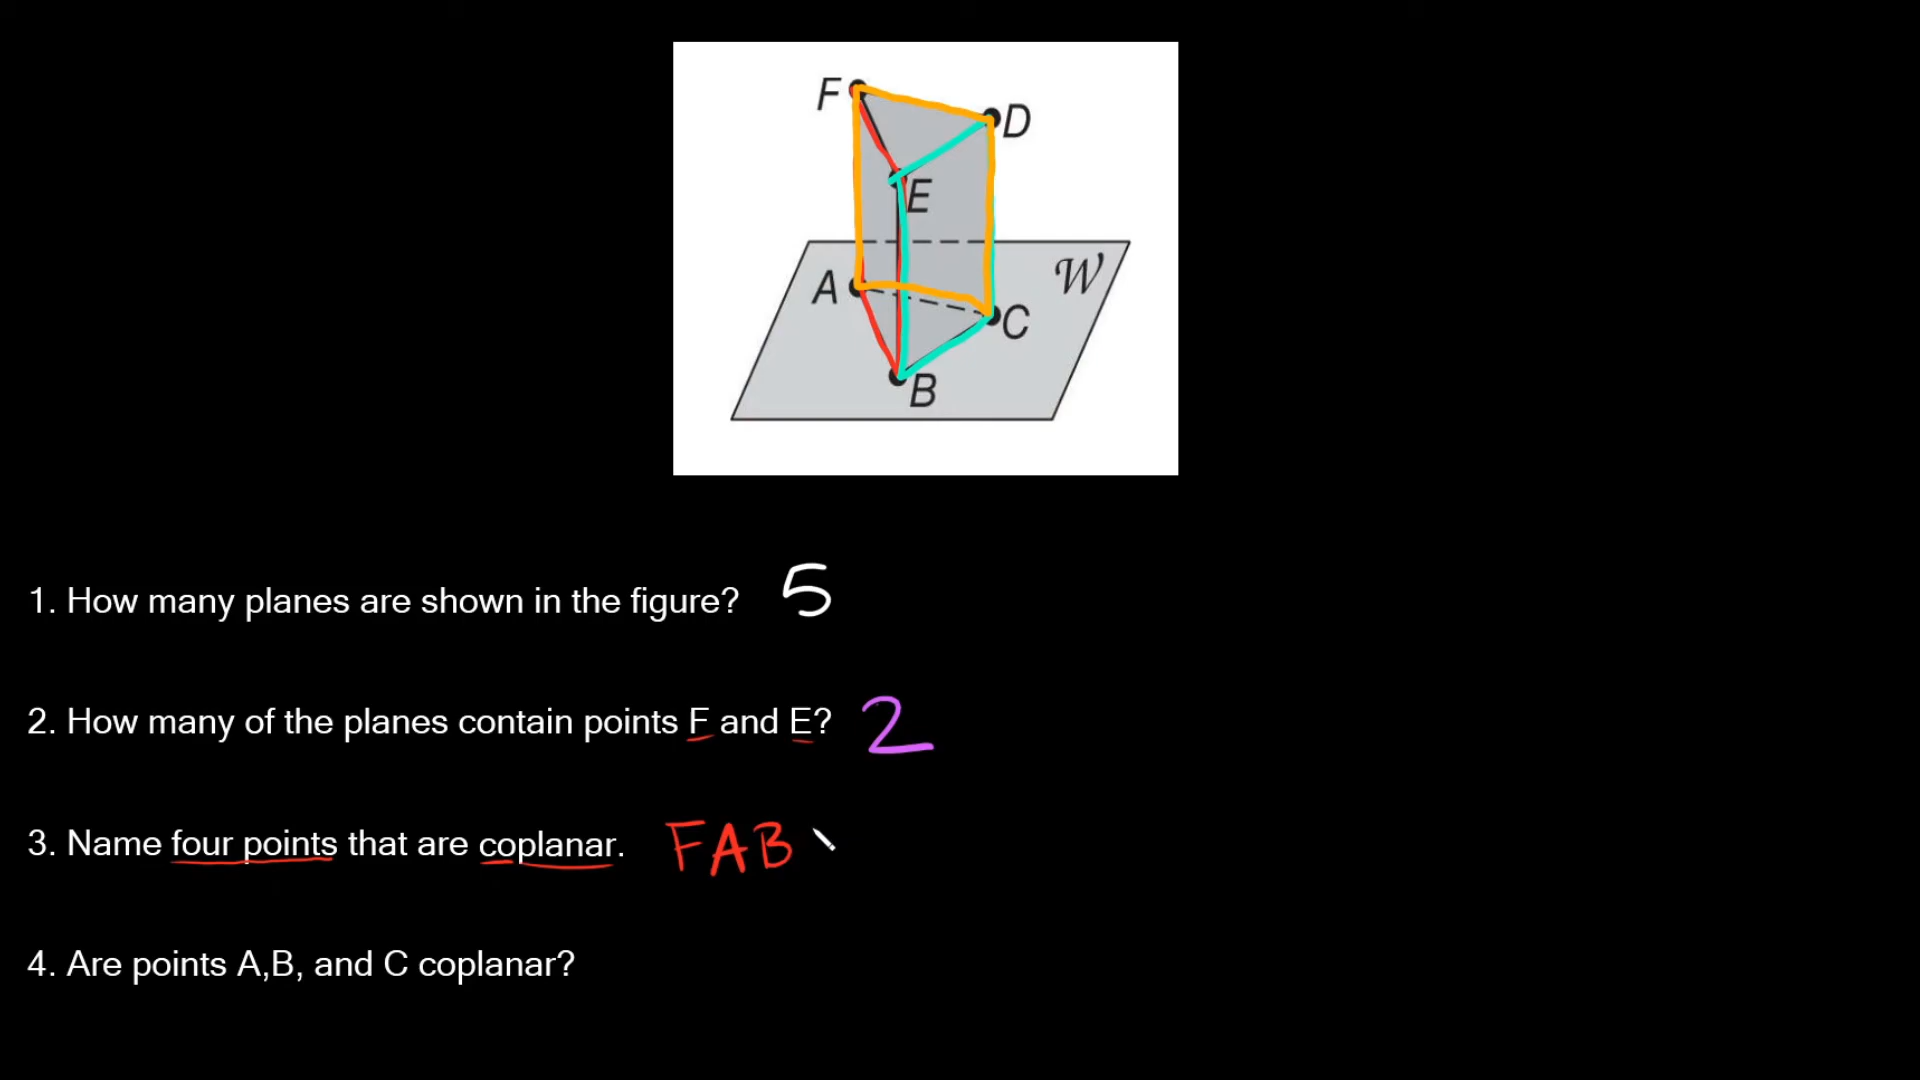 F
D
E
A
W
C
B
1. How many planes are shown in the figure? 5
2. How many of the planes contain points F and E? 2
3. Name four points that are coplanar. FAB
4. Are points A,B, and C coplanar?